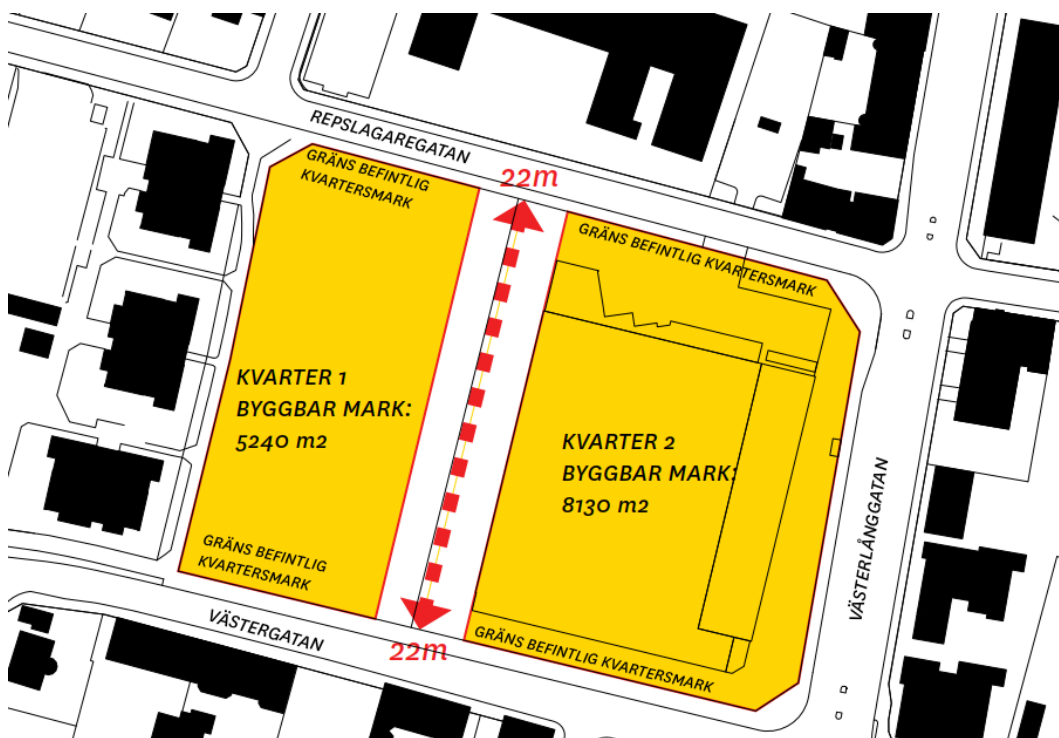 REPSLAGAREGATAN
22m
GRÄNS BEFINTLIG
KVARTERSMARK
GRÄNS BEFINTLIG KVARTERSMARK
KVARTER 1
BYGGBAR MARK:
5240 m2
KVARTER 2
BYGGBAR MARK:
8130 m2
VÄSTERLÅNGGATAN
GRÄNS BEFINTLIG
KVARTERSMARK
VÄSTERGATAN
22m
GRÄNS BEFINTLIG KVARTERSMARK